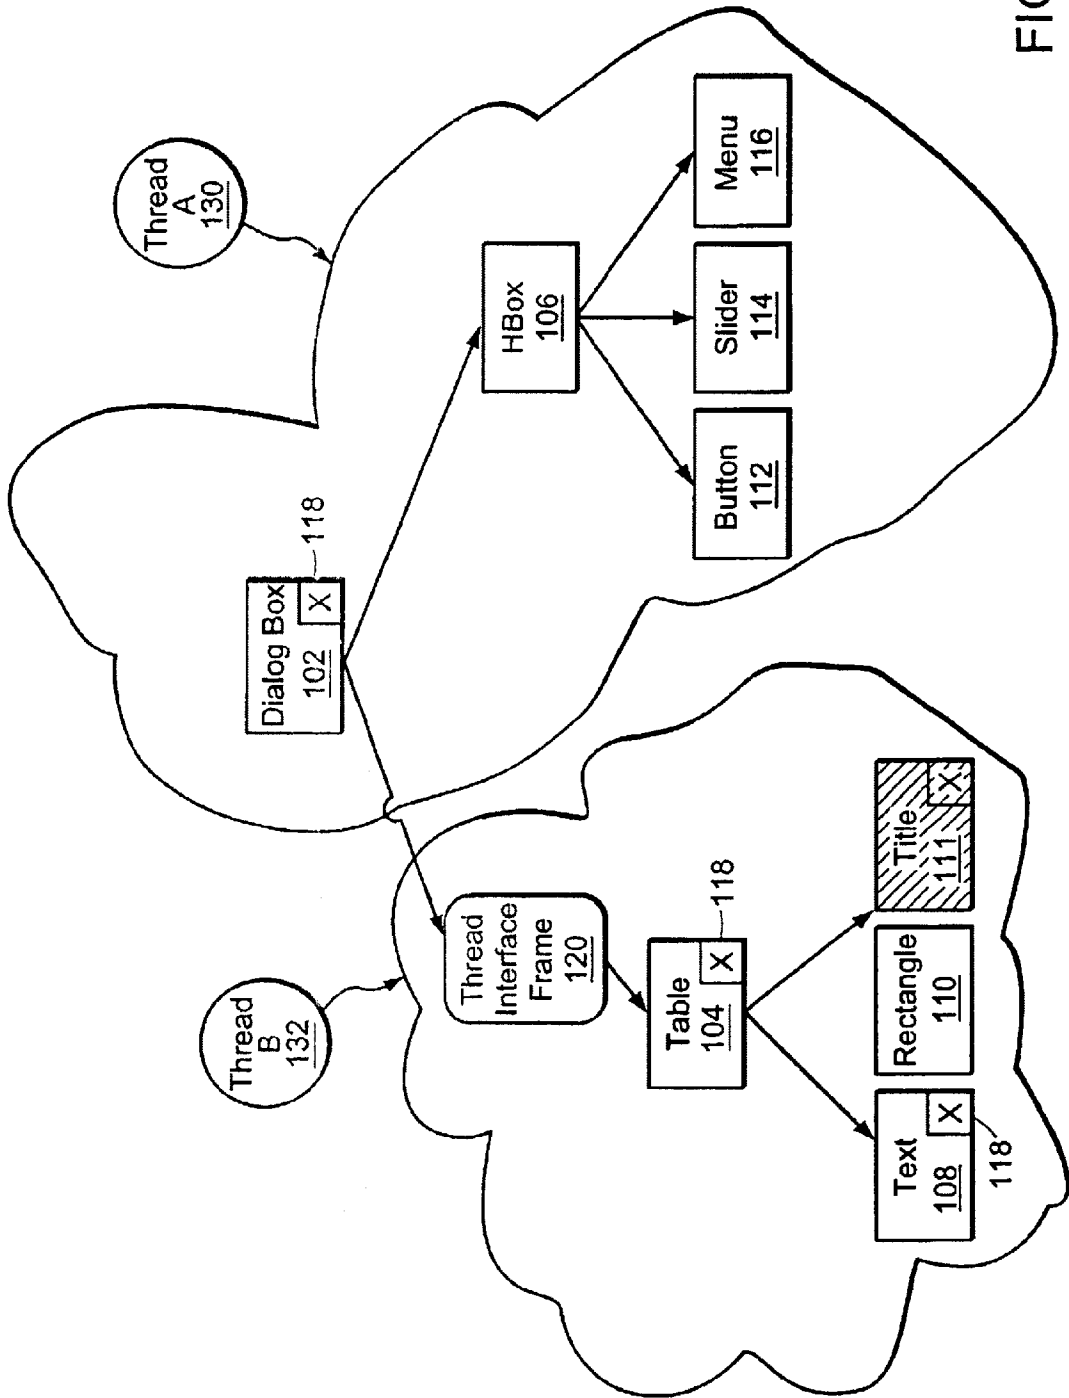 FIG
Thread
A
130
Thread
B
132
Dialog Box
102
X
118
Thread
Interface
Frame
120
HBox
106
Table
104
X
118
Button
112
Slider
114
Menu
116
Text
108
X
118
Rectangle
110
Title
111
X